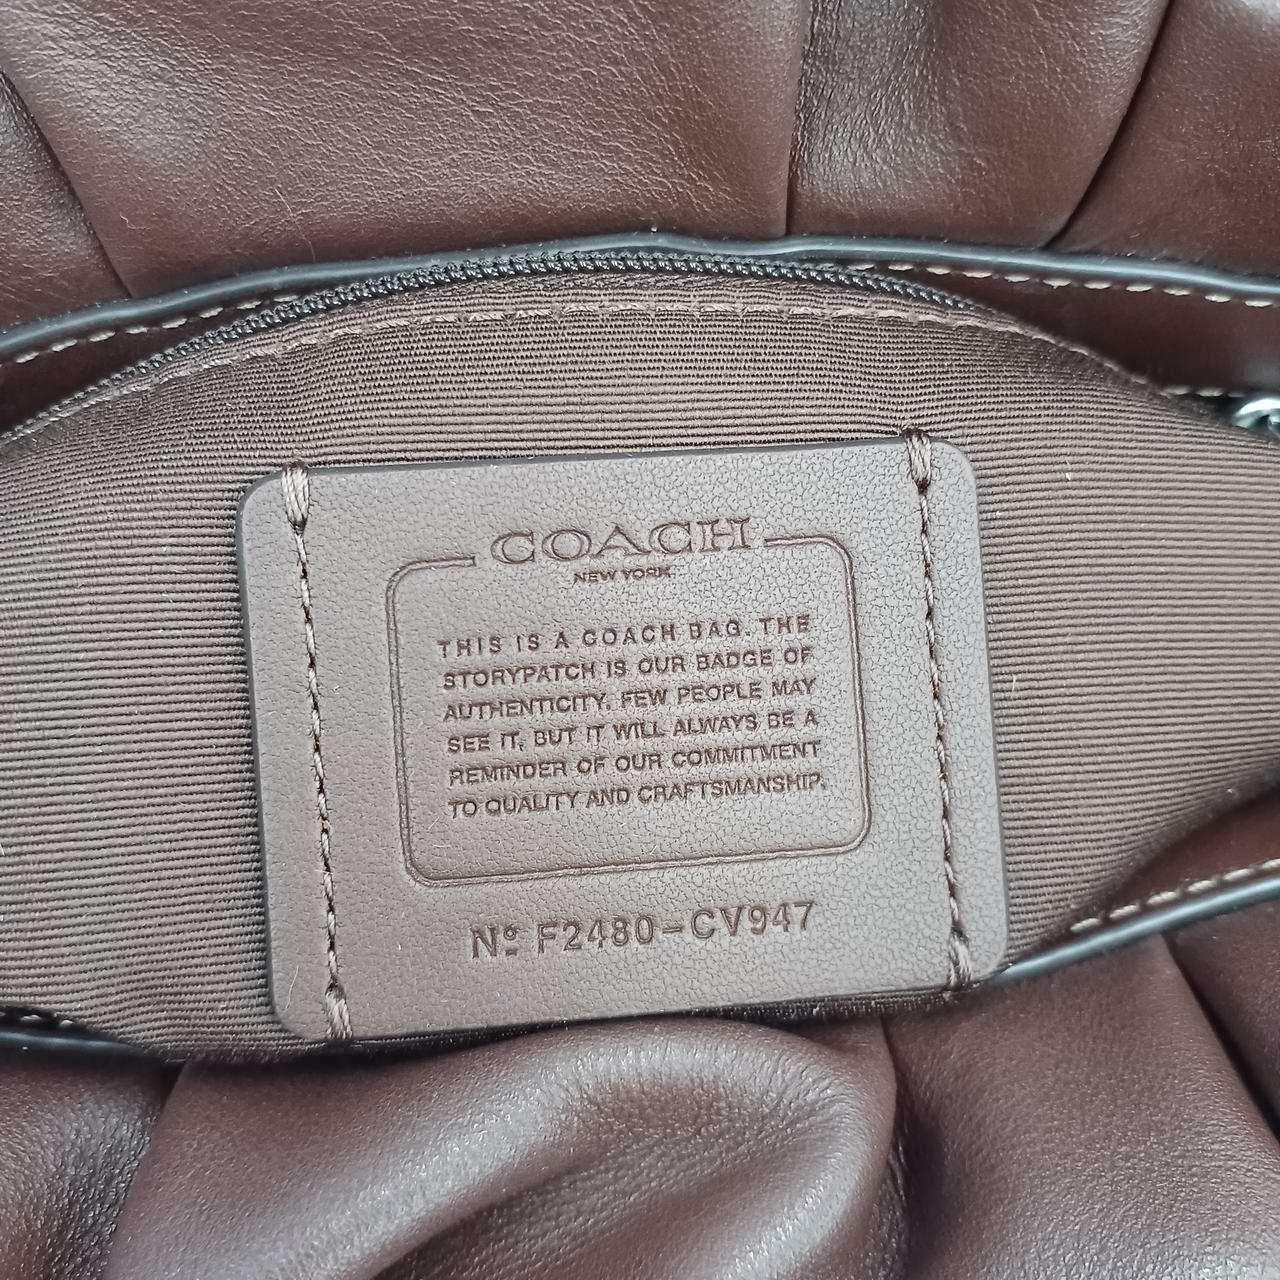 COACH
NEW YORK
THIS IS A COACH BAG. THE
STORYPATCH IS OUR BADGE OF
AUTHENTICITY. FEW PEOPLE MAY
SEE IT, BUT IT WILL ALWAYS BE A
REMINDER OF OUR COMMITMENT
TO QUALITY AND CRAFTSMANSHIP.
Nº F2480-CV947